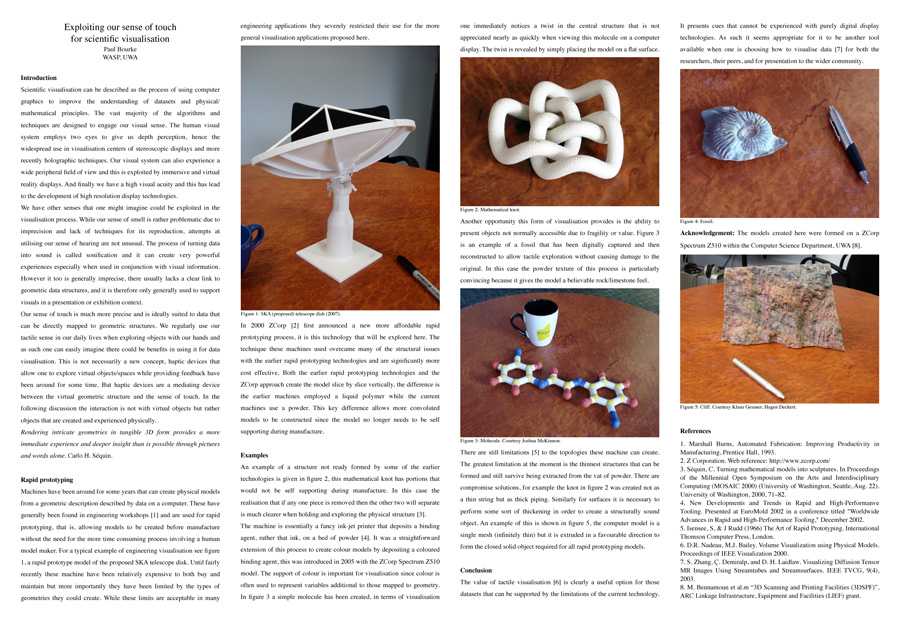 Exploiting our sense of touch
for scientific visualisation
Paul Bourke
WASP, UWA
Introduction
Scientific visualisation can be described as the process of using computer
graphics to improve the understanding of datasets and physical/
mathematical principles. The vast majority of the algorithms and
techniques are designed to engage our visual sense. The human visual
system employs two eyes to give us depth perception, hence the
widespread use in visualisation centers of stereoscopic displays and more
recently holographic techniques. Our visual system can also experience a
wide peripheral field of view and this is exploited by immersive and virtual
reality displays. And finally we have a high visual acuity and this has lead
to the development of high resolution display technologies.
We have other senses that one might imagine could be exploited in the
visualisation process. While our sense of smell is rather problematic due to
imprecision and lack of techniques for its reproduction, attempts at
utilising our sense of hearing are not unusual. The process of turning data
into sound is called sonification and it can create very powerful
experiences especially when used in conjunction with visual information.
However it too is generally imprecise, there usually lacks a clear link to
geometric data structures, and it is therefore only generally used to support
visuals in a presentation or exhibition context.
Our sense of touch is much more precise and is ideally suited to data that
can be directly mapped to geometric structures. We regularly use our
tactile sense in our daily lives when exploring objects with our hands and
as such one can easily imagine there could be benefits in using it for data
visualisation. This is not necessarily a new concept, haptic devices that
allow one to explore virtual objects/spaces while providing feedback have
been around for some time. But haptic devices are a mediating device
between the virtual geometric structure and the sense of touch. In the
following discussion the interaction is not with virtual objects but rather
objects that are created and experienced physically.
Rendering intricate geometries in tangible 3D form provides a more
immediate experience and deeper insight than is possible through pictures
and words alone. Carlo H. Séquin.
Rapid prototyping
Machines have been around for some years that can create physical models
from a geometric description described by data on a computer. These have
generally been found in engineering workshops [1] and are used for rapid
prototyping, that is, allowing models to be created before manufacture
without the need for the more time consuming process involving a human
model maker. For a typical example of engineering visualisation see figure
1, a rapid prototype model of the proposed SKA telescope dish. Until fairly
recently these machine have been relatively expensive to both buy and
maintain but more importantly they have been limited by the types of
geometries they could create. While these limits are acceptable in many
engineering applications they severely restricted their use for the more
general visualisation applications proposed here.
Figure 1: SKA (proposed) telescope dish (2007)
In 2000 ZCorp [2] first announced a new more affordable rapid
prototyping process, it is this technology that will be explored here. The
technique these machines used overcame many of the structural issues
with the earlier rapid prototyping technologies and are significantly more
cost effective. Both the earlier rapid prototyping technologies and the
ZCorp approach create the model slice by slice vertically, the difference is
the earlier machines employed a liquid polymer while the current
machines use a powder. This key difference allows more convoluted
models to be constructed since the model no longer needs to be self
supporting during manufacture.
Examples
An example of a structure not ready formed by some of the earlier
technologies is given in figure 2, this mathematical knot has portions that
would not be self supporting during manufacture. In this case the
realisation that if any one piece is removed then the other two will separate
is much clearer when holding and exploring the physical structure [3].
The machine is essentially a fancy ink-jet printer that deposits a binding
agent, rather that ink, on a bed of powder [4]. It was a straightforward
extension of this process to create colour models by depositing a coloured
binding agent, this was introduced in 2005 with the ZCorp Spectrum Z510
model. The support of colour is important for visualisation since colour is
often used to represent variables additional to those mapped to geometry.
In figure 3 a simple molecule has been created, in terms of visualisation
one immediately notices a twist in the central structure that is not
appreciated nearly as quickly when viewing this molecule on a computer
display. The twist is revealed by simply placing the model on a flat surface.
Figure 2: Mathematical knot
Another opportunity this form of visualisation provides is the ability to
present objects not normally accessible due to fragility or value. Figure 3
is an example of a fossil that has been digitally captured and then
reconstructed to allow tactile exploration without causing damage to the
original. In this case the powder texture of this process is particularly
convincing because it gives the model a believable rock/limestone feel.
Figure 3: Molecule. Courtesy Joshua McKinnon
There are still limitations [5] to the topologies these machine can create.
The greatest limitation at the moment is the thinnest structures that can be
formed and still survive being extracted from the vat of powder. There are
compromise solutions, for example the knot in figure 2 was created not as
a thin string but as thick piping. Similarly for surfaces it is necessary to
perform some sort of thickening in order to create a structurally sound
object. An example of this is shown in figure 5, the computer model is a
single mesh (infinitely thin) but it is extruded in a favourable direction to
form the closed solid object required for all rapid prototyping models.
Conclusion
The value of tactile visualisation [6] is clearly a useful option for those
datasets that can be supported by the limitations of the current technology.
It presents cues that cannot be experienced with purely digital display
technologies. As such it seems appropriate for it to be another tool
available when one is choosing how to visualise data [7] for both the
researchers, their peers, and for presentation to the wider community.
Figure 4: Fossil.
Acknowledgement: The models created here were formed on a ZCorp
Spectrum Z510 within the Computer Science Department, UWA [8].
Figure 5: Cliff. Courtesy Klaus Gessner, Hagen Deckert.
References
1. Marshall Burns, Automated Fabrication: Improving Productivity in
Manufacturing, Prentice Hall, 1993.
2. Z Corporation. Web reference: http://www.zcorp.com/
3. Séquin, C, Turning mathematical models into sculptures. In Proceedings
of the Millennial Open Symposium on the Arts and Interdisciplinary
Computing (MOSAIC 2000) (University of Washington, Seattle, Aug. 22).
University of Washington, 2000, 71–82.
4. New Developments and Trends in Rapid and High-Performance
Tooling. Presented at EuroMold 2002 in a conference titled "Worldwide
Advances in Rapid and High-Performance Tooling," December 2002.
5. Isensee, S, & J Rudd (1966) The Art of Rapid Prototyping. International
Thomson Computer Press, London.
6. D.R. Nadeau, M.J. Bailey. Volume Visualization using Physical Models.
Proceedings of IEEE Visualization 2000.
7. S. Zhang, Ç. Demiralp, and D. H. Laidlaw. Visualizing Diffusion Tensor
MR Images Using Streamtubes and Streamsurfaces. IEEE TVCG, 9(4),
2003.
8. M. Bennamoun et al.m "3D Scanning and Printing Facilities (3DSPF)",
ARC Linkage Infrastructure, Equipment and Facilities (LIEF) grant.